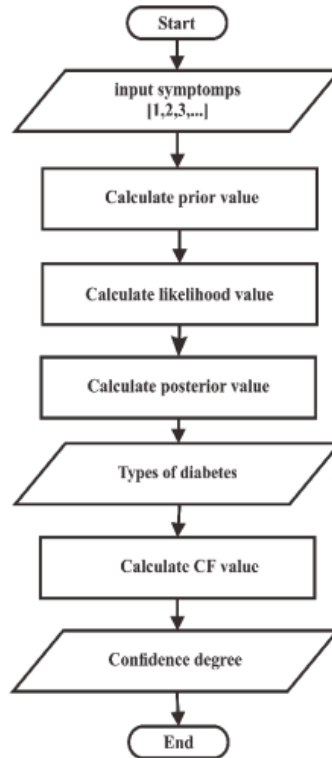 Start
input symptomps
[1,2,3,...]
Calculate prior value
Calculate likelihood value
Calculate posterior value
Types of diabetes
Calculate CF value
Confidence degree
End